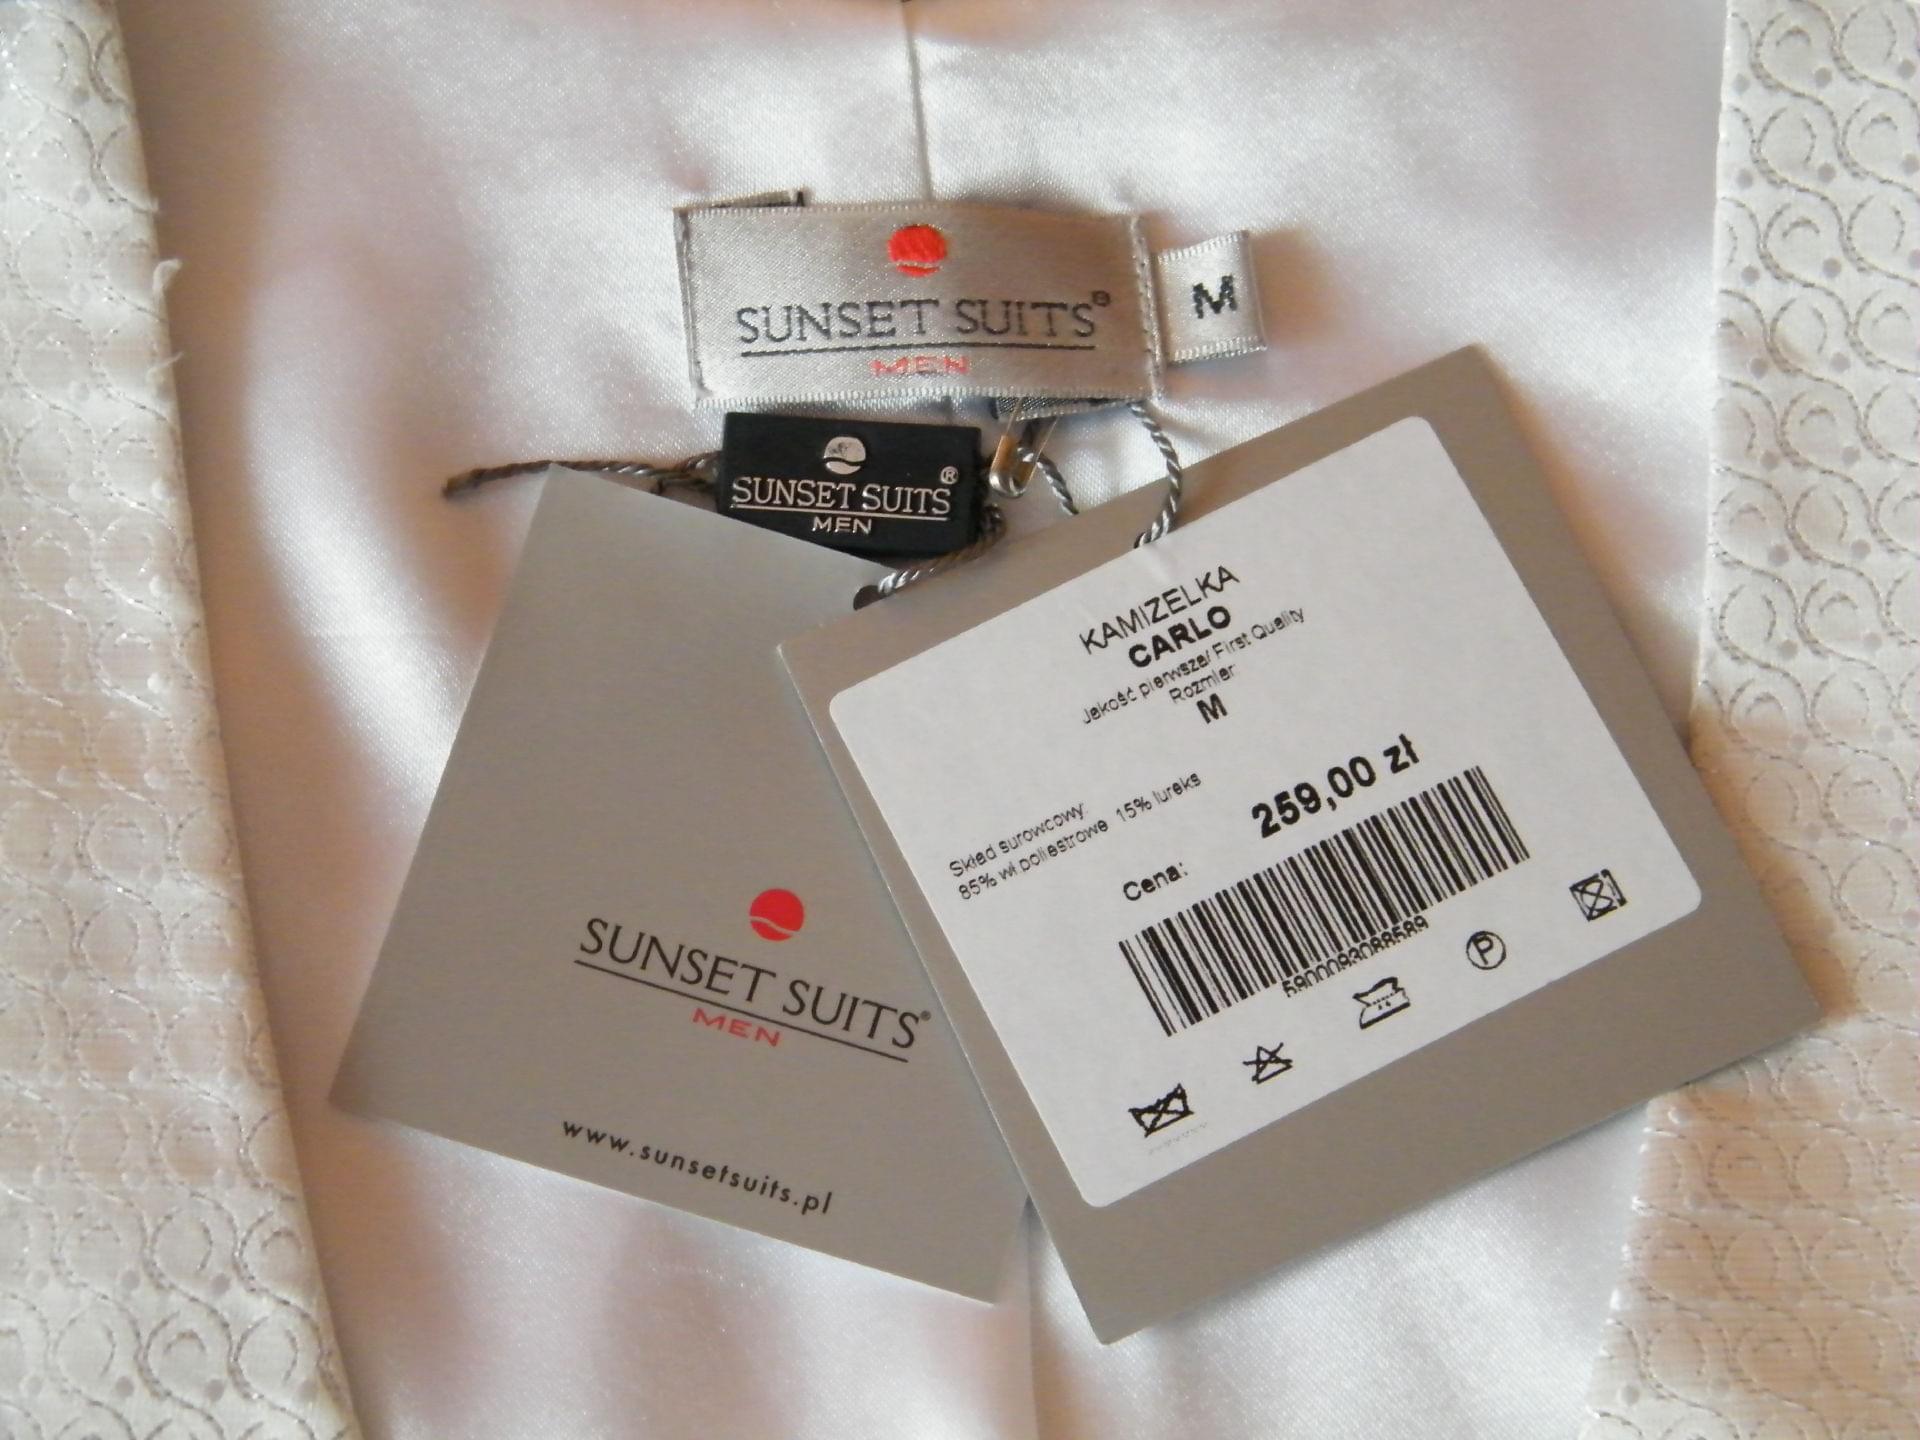 SUNSET SUITS®
MEN
M
SUNSET SUITS®
MEN
KAMIZELKA
CARLO
Jakość pierwsza/ First Quality
Rozmiar:
M
Skład surowcowy:
85% wł.poliestrowe 15% lureks
Cena:
259,00 zł
5900093088589
P
SUNSET SUITS®
MEN
www.sunsetsuits.pl